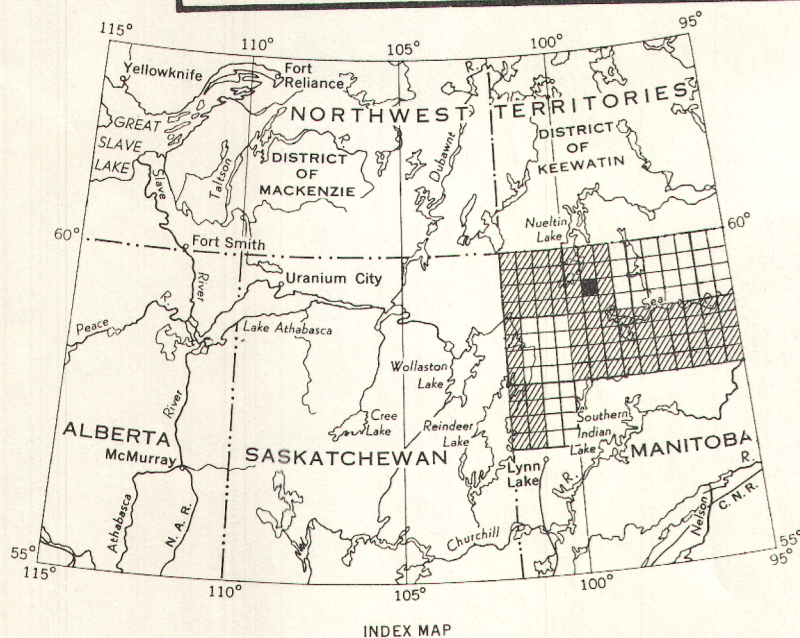 115°
110°
105°
100°
95°
Yellowknife
Fort
Reliance
R.
NORTHWEST TERRITORIES
GREAT
SLAVE
LAKE
Slave
River
Taltson
DISTRICT
OF
MACKENZIE
Dubawnt
DISTRICT
OF
KEEWATIN
Nueltin
Lake
60°
60°
Fort Smith
Uranium City
Sea
Peace
R.
Lake Athabasca
Wollaston
Lake
Cree
Lake
Reindeer
Lake
Southern
Indian
Lake
River
ALBERTA
McMurray
SASKATCHEWAN
MANITOBA
Lynn
Lake
R.
Athabasca
N. A. R.
Churchill
R.
Nelson
C. N. R.
55°
115°
110°
105°
100°
55°
95°
INDEX MAP